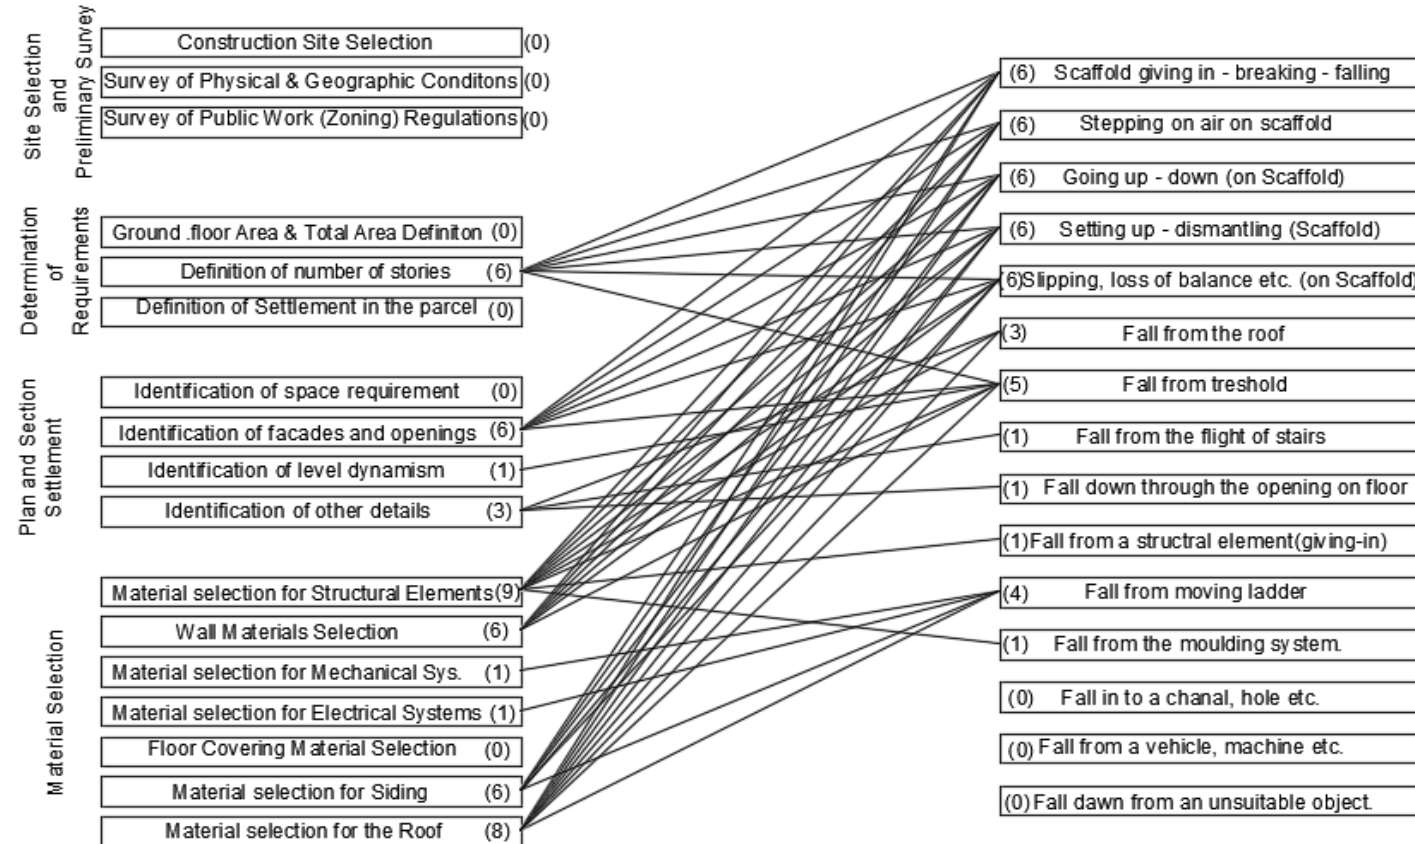 Site Selection
and
Preliminary Survey
Construction Site Selection (0)
Survey of Physical & Geographic Conditons (0)
Survey of Public Work (Zoning) Regulations (0)
Determination
of
Requirements
Ground .floor Area & Total Area Definiton (0)
Definition of number of stories (6)
Definition of Settlement in the parcel (0)
Plan and Section
Settlement
Identification of space requirement (0)
Identification of facades and openings (6)
Identification of level dynamism (1)
Identification of other details (3)
Material Selection
Material selection for Structural Elements (9)
Wall Materials Selection (6)
Material selection for Mechanical Sys. (1)
Material selection for Electrical Systems (1)
Floor Covering Material Selection (0)
Material selection for Siding (6)
Material selection for the Roof (8)
(6) Scaffold giving in - breaking - falling
(6) Stepping on air on scaffold
(6) Going up - down (on Scaffold)
(6) Setting up - dismantling (Scaffold)
(6)Slipping, loss of balance etc. (on Scaffold)
(3) Fall from the roof
(5) Fall from treshold
(1) Fall from the flight of stairs
(1) Fall down through the opening on floor
(1) Fall from a structral element(giving-in)
(4) Fall from moving ladder
(1) Fall from the moulding system.
(0) Fall in to a chanal, hole etc.
(0) Fall from a vehicle, machine etc.
(0) Fall dawn from an unsuitable object.